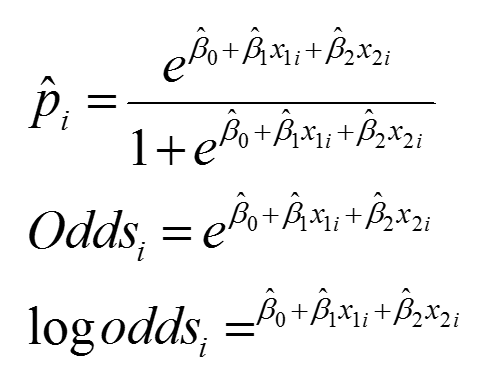 p̂ᵢ = e^(β̂₀ + β̂₁x₁ᵢ + β̂₂x₂ᵢ) / (1 + e^(β̂₀ + β̂₁x₁ᵢ + β̂₂x₂ᵢ))
Oddsᵢ = e^(β̂₀ + β̂₁x₁ᵢ + β̂₂x₂ᵢ)
log oddsᵢ = β̂₀ + β̂₁x₁ᵢ + β̂₂x₂ᵢ